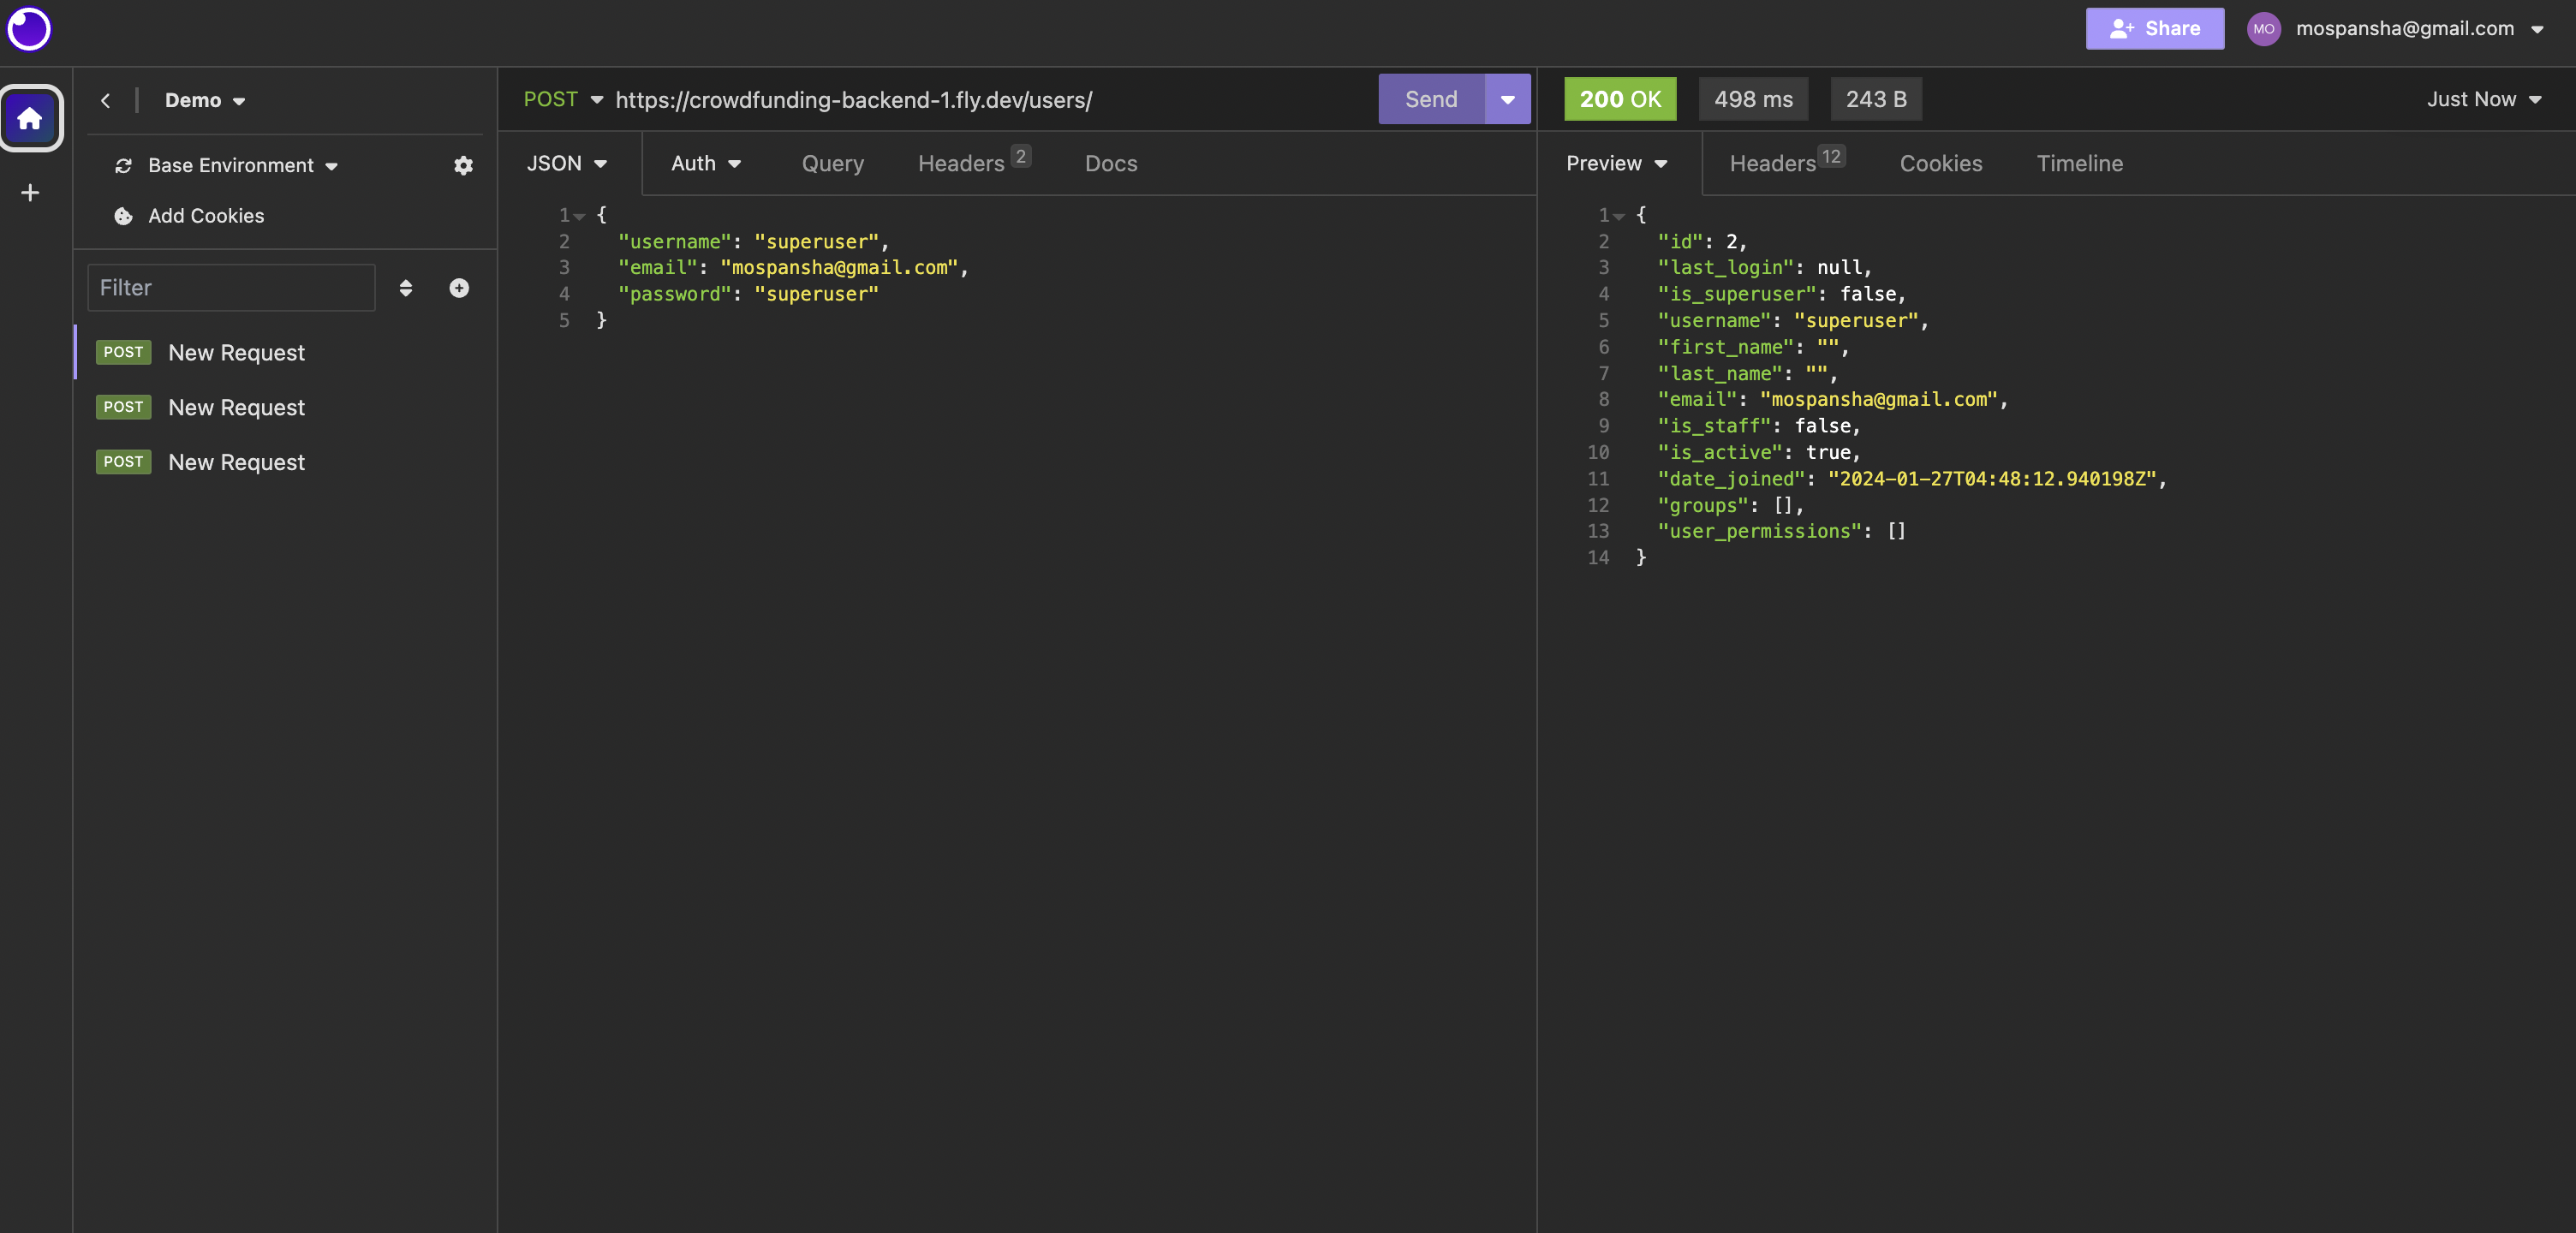 Share
MO
mospansha@gmail.com
Demo
Base Environment
Add Cookies
Filter
POST New Request
POST New Request
POST New Request
POST https://crowdfunding-backend-1.fly.dev/users/
Send
JSON Auth Query Headers 2 Docs
1 {
2 "username": "superuser",
3 "email": "mospansha@gmail.com",
4 "password": "superuser"
5 }
200 OK 498 ms 243 B Just Now
Preview Headers 12 Cookies Timeline
1 {
2 "id": 2,
3 "last_login": null,
4 "is_superuser": false,
5 "username": "superuser",
6 "first_name": "",
7 "last_name": "",
8 "email": "mospansha@gmail.com",
9 "is_staff": false,
10 "is_active": true,
11 "date_joined": "2024-01-27T04:48:12.940198Z",
12 "groups": [],
13 "user_permissions": []
14 }